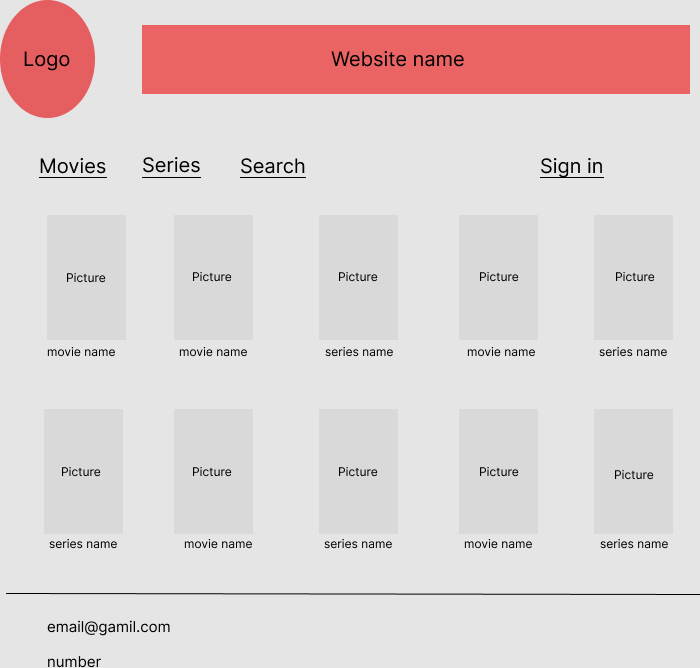 Logo
Website name
Movies Series Search Sign in
Picture Picture Picture Picture Picture
movie name movie name series name movie name series name
Picture Picture Picture Picture Picture
series name movie name series name movie name series name
email@gamil.com
number